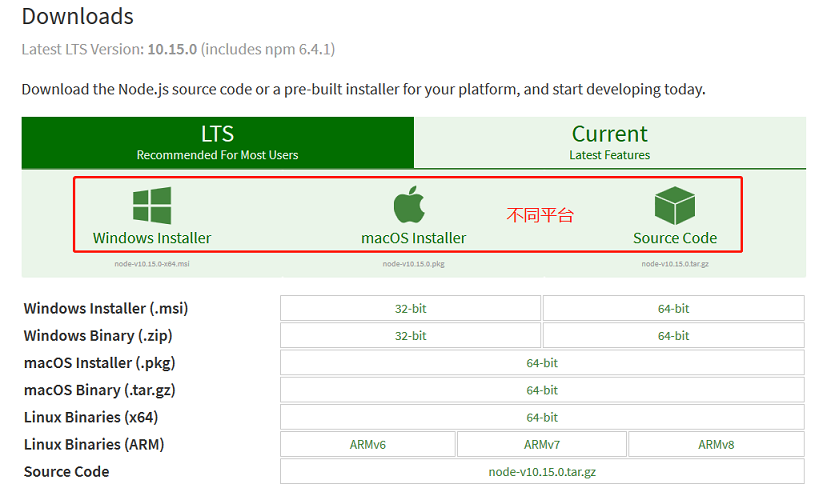 Downloads
Latest LTS Version: 10.15.0 (includes npm 6.4.1)
Download the Node.js source code or a pre-built installer for your platform, and start developing today.
LTS
Recommended For Most Users
Current
Latest Features
Windows Installer
node-v10.15.0-x64.msi
macOS Installer
node-v10.15.0.pkg
不同平台
Source Code
node-v10.15.0.tar.gz
Windows Installer (.msi) 32-bit 64-bit
Windows Binary (.zip) 32-bit 64-bit
macOS Installer (.pkg) 64-bit
macOS Binary (.tar.gz) 64-bit
Linux Binaries (x64) 64-bit
Linux Binaries (ARM) ARMv6 ARMv7 ARMv8
Source Code node-v10.15.0.tar.gz